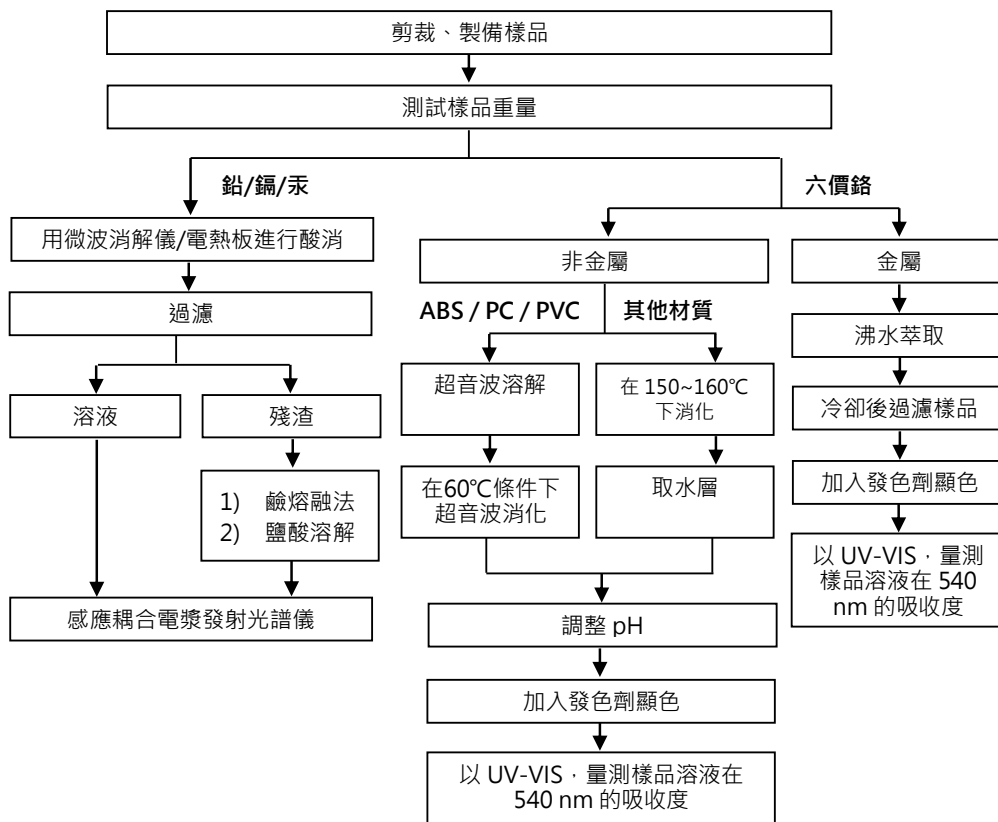 剪裁、製備樣品
測試樣品重量
鉛/鎘/汞
六價鉻
用微波消解儀/電熱板進行酸消
非金屬
金屬
過濾
ABS / PC / PVC
其他材質
沸水萃取
溶液
殘渣
超音波溶解
在 150~160℃
下消化
冷卻後過濾樣品
1) 鹼熔融法
2) 鹽酸溶解
在60℃條件下
超音波消化
取水層
加入發色劑顯色
以 UV-VIS，量測
樣品溶液在 540
nm 的吸收度
感應耦合電漿發射光譜儀
調整 pH
加入發色劑顯色
以 UV-VIS，量測樣品溶液在
540 nm 的吸收度